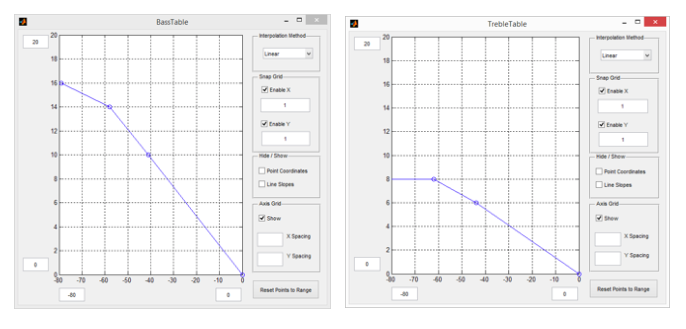 BassTable
20
20
18
16
14
12
10
8
6
4
2
0
0
-80 -70 -60 -50 -40 -30 -20 -10 0
-80
0
Interpolation Method
Linear
Snap Grid
Enable X
1
Enable Y
1
Hide / Show
Point Coordinates
Line Slopes
Axis Grid
Show
X Spacing
Y Spacing
Reset Points to Range
TrebleTable
20
20
18
16
14
12
10
8
6
4
2
0
0
-80 -70 -60 -50 -40 -30 -20 -10 0
-80
0
Interpolation Method
Linear
Snap Grid
Enable X
1
Enable Y
1
Hide / Show
Point Coordinates
Line Slopes
Axis Grid
Show
X Spacing
Y Spacing
Reset Points to Range